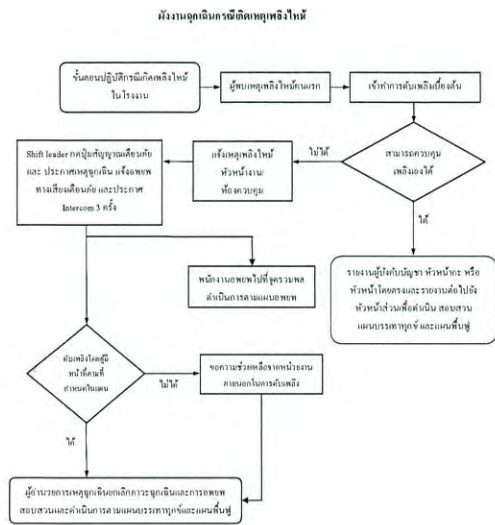 ผังงานฉุกเฉินกรณีเกิดเหตุเพลิงไหม้
ขั้นตอนปฏิบัติกรณีเกิดเพลิงไหม้
ในโรงงาน
ผู้พบเหตุเพลิงไหม้คนแรก
เข้าทำการดับเพลิงเบื้องต้น
สามารถควบคุม
เพลิงเองได้
ไม่ได้
แจ้งเหตุเพลิงไหม้
หัวหน้างาน/
ห้องควบคุม
Shift leader กดปุ่มสัญญาณเตือนภัย
และ ประกาศเหตุฉุกเฉิน แจ้งอพยพ
ทางเสียงเตือนภัย และประกาศ
Intercom 3 ครั้ง
ได้
รายงานผู้บังคับบัญชา หัวหน้ากะ หรือ
หัวหน้าโดยตรงและรายงานต่อไปยัง
หัวหน้าส่วนเพื่อดำเนิน สอบสวน
แผนบรรเทาทุกข์ และแผนฟื้นฟู
พนักงานอพยพไปที่จุดรวมพล
ดำเนินการตามแผนอพยพ
ดับเพลิงโดยผู้มี
หน้าที่ตามที่
กำหนดในแผน
ไม่ได้
ขอความช่วยเหลือจากหน่วยงาน
ภายนอกในการดับเพลิง
ได้
ผู้อำนวยการเหตุฉุกเฉินยกเลิกภาวะฉุกเฉินและการอพยพ
สอบสวนและดำเนินการตามแผนบรรเทาทุกข์และแผนฟื้นฟู